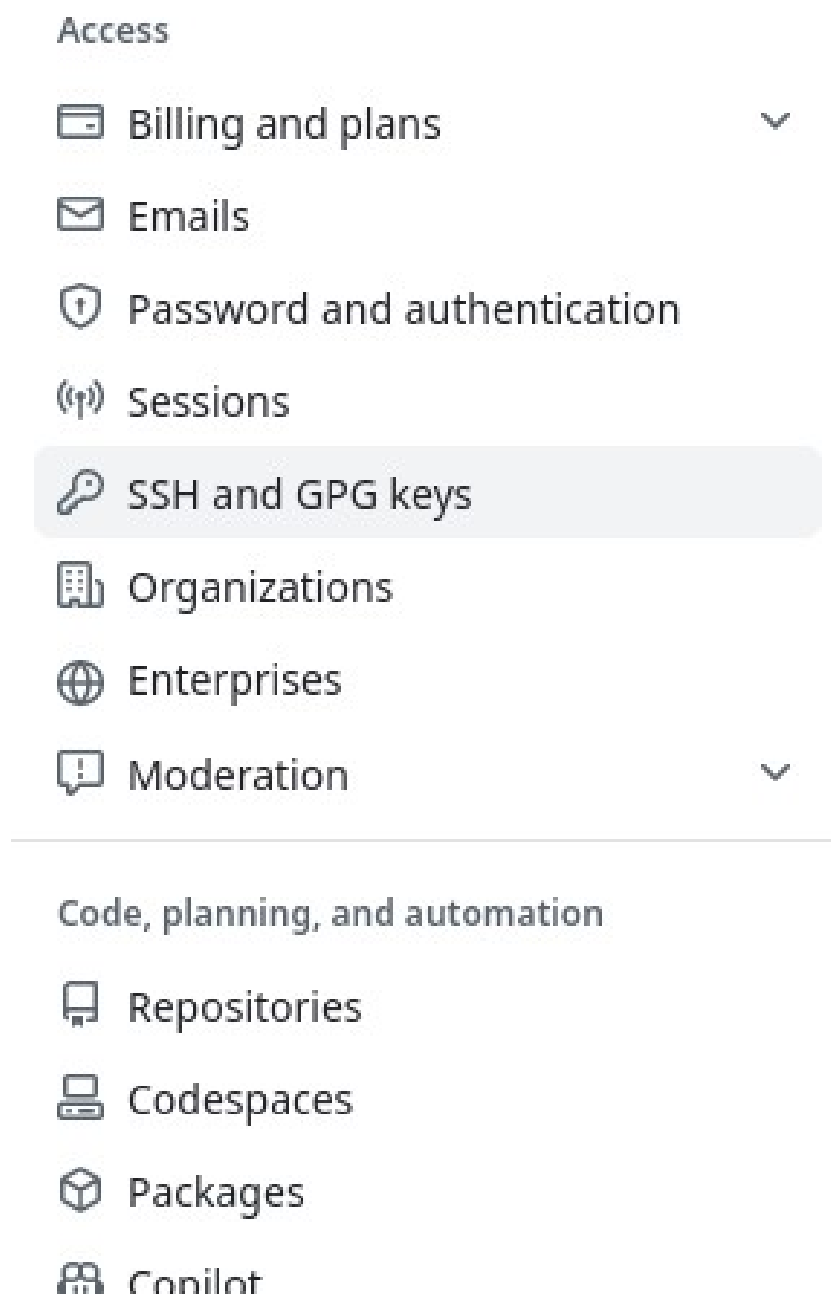 Access
Billing and plans
Emails
Password and authentication
Sessions
SSH and GPG keys
Organizations
Enterprises
Moderation
Code, planning, and automation
Repositories
Codespaces
Packages
Copilot